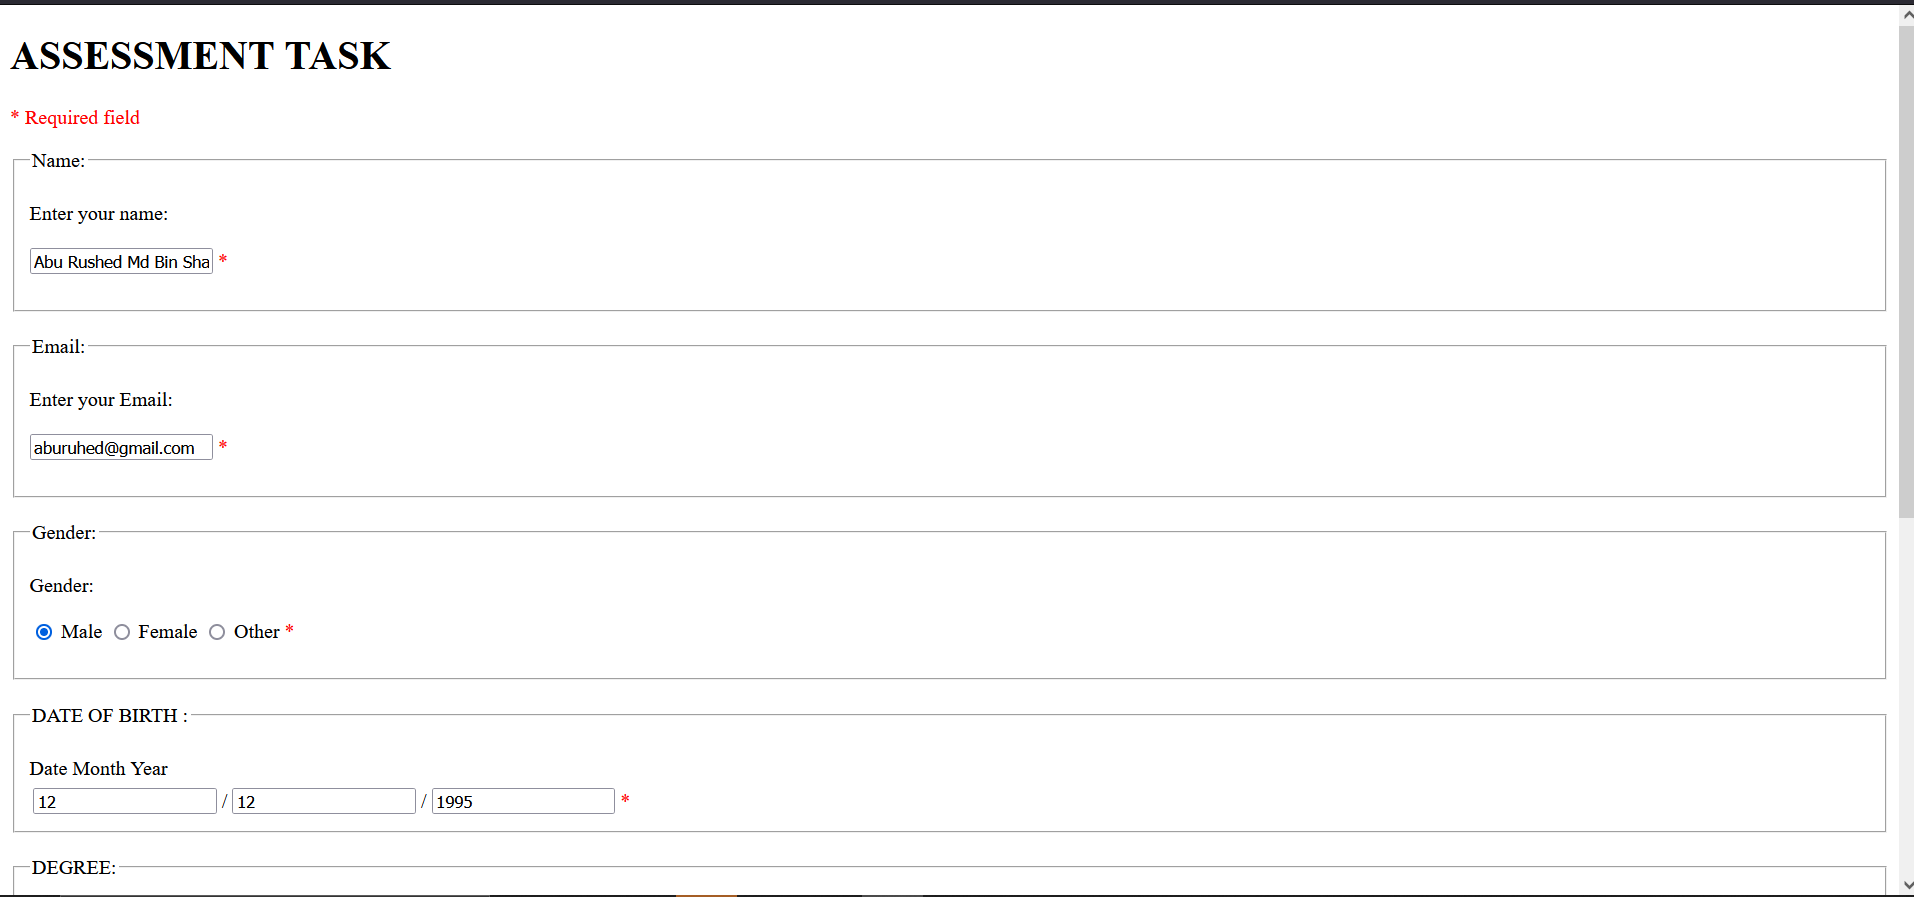 ASSESSMENT TASK
* Required field
Name:
Enter your name:
Abu Rushed Md Bin Sha *
Email:
Enter your Email:
aburuhed@gmail.com *
Gender:
Gender:
Male Female Other *
DATE OF BIRTH :
Date Month Year
12 / 12 / 1995 *
DEGREE: